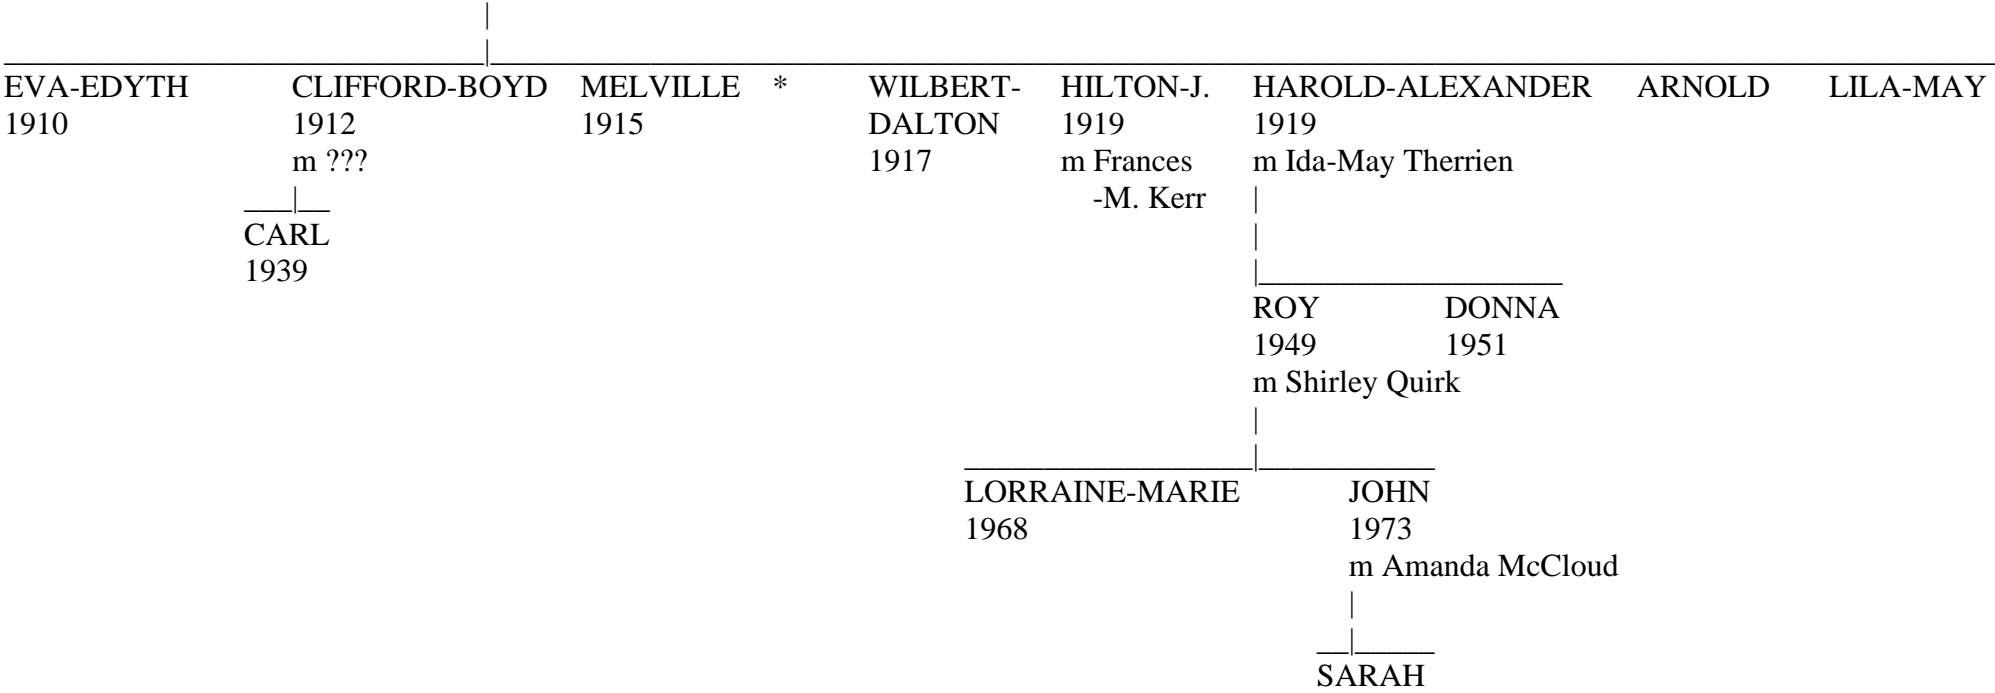 EVA-EDYTH CLIFFORD-BOYD MELVILLE * WILBERT- HILTON-J. HAROLD-ALEXANDER ARNOLD LILA-MAY
1910 1912 1915 DALTON 1919 1919
m ??? 1917 m Frances m Ida-May Therrien
-M. Kerr
CARL
1939
ROY DONNA
1949 1951
m Shirley Quirk
LORRAINE-MARIE JOHN
1968 1973
m Amanda McCloud
SARAH